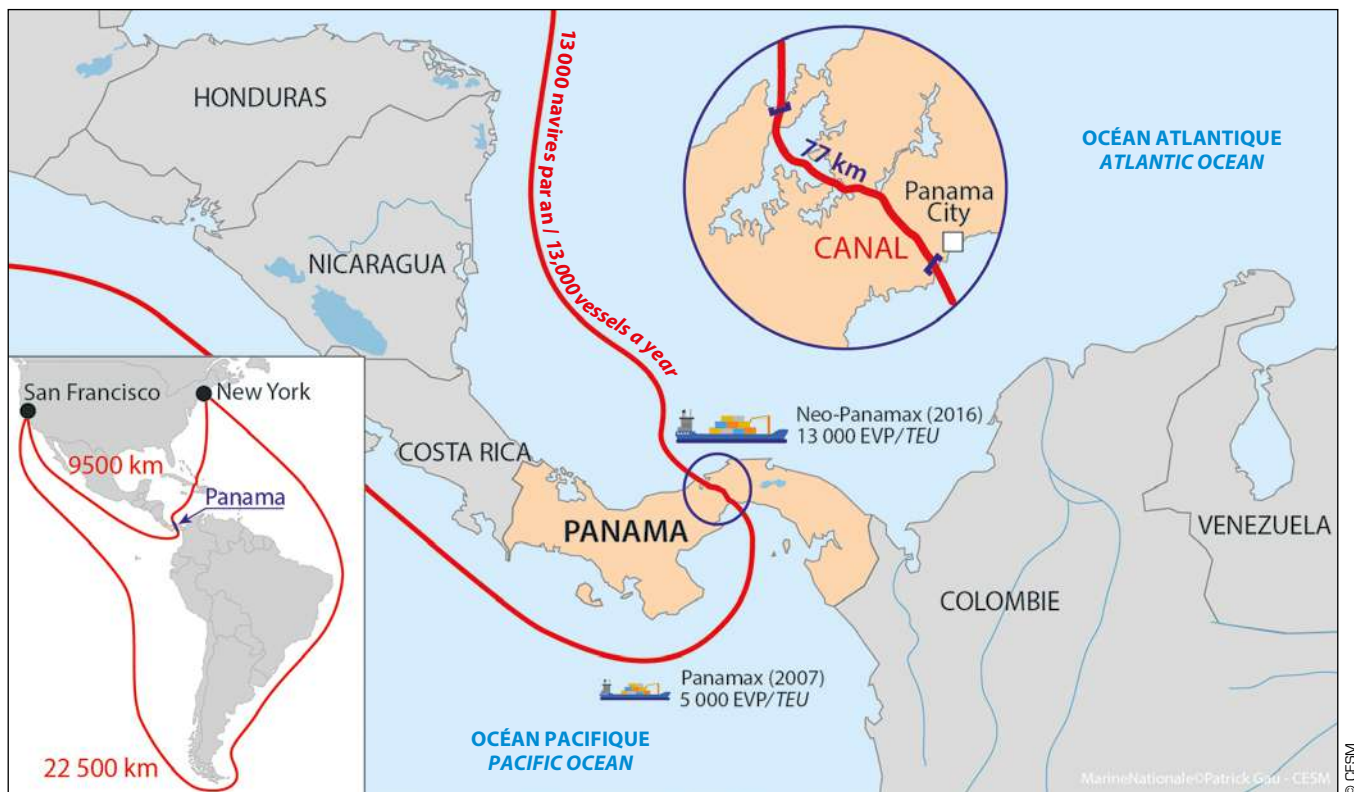 HONDURAS
13 000 navires par an / 13,000 vessels a year
OCÉAN ATLANTIQUE
ATLANTIC OCEAN
77 km
Panama
City
CANAL
NICARAGUA
San Francisco
New York
9500 km
Panama
22 500 km
COSTA RICA
Neo-Panamax (2016)
13 000 EVP/TEU
PANAMA
VENEZUELA
COLOMBIE
Panamax (2007)
5 000 EVP/TEU
OCÉAN PACIFIQUE
PACIFIC OCEAN
MarineNationale©Patrick Gau - CESM
© CESM